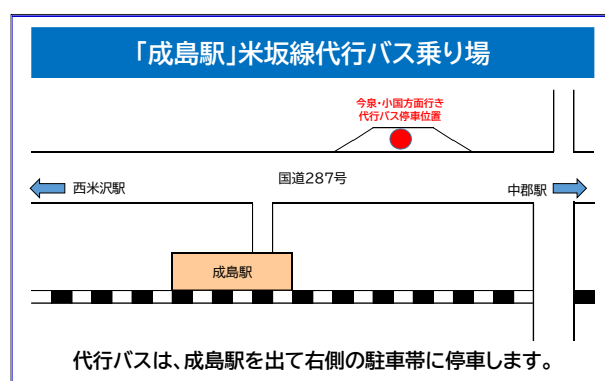 「成島駅」米坂線代行バス乗り場
今泉・小国方面行き
代行バス停車位置
国道287号
西米沢駅
中郡駅
成島駅
代行バスは、成島駅を出て右側の駐車帯に停車します。